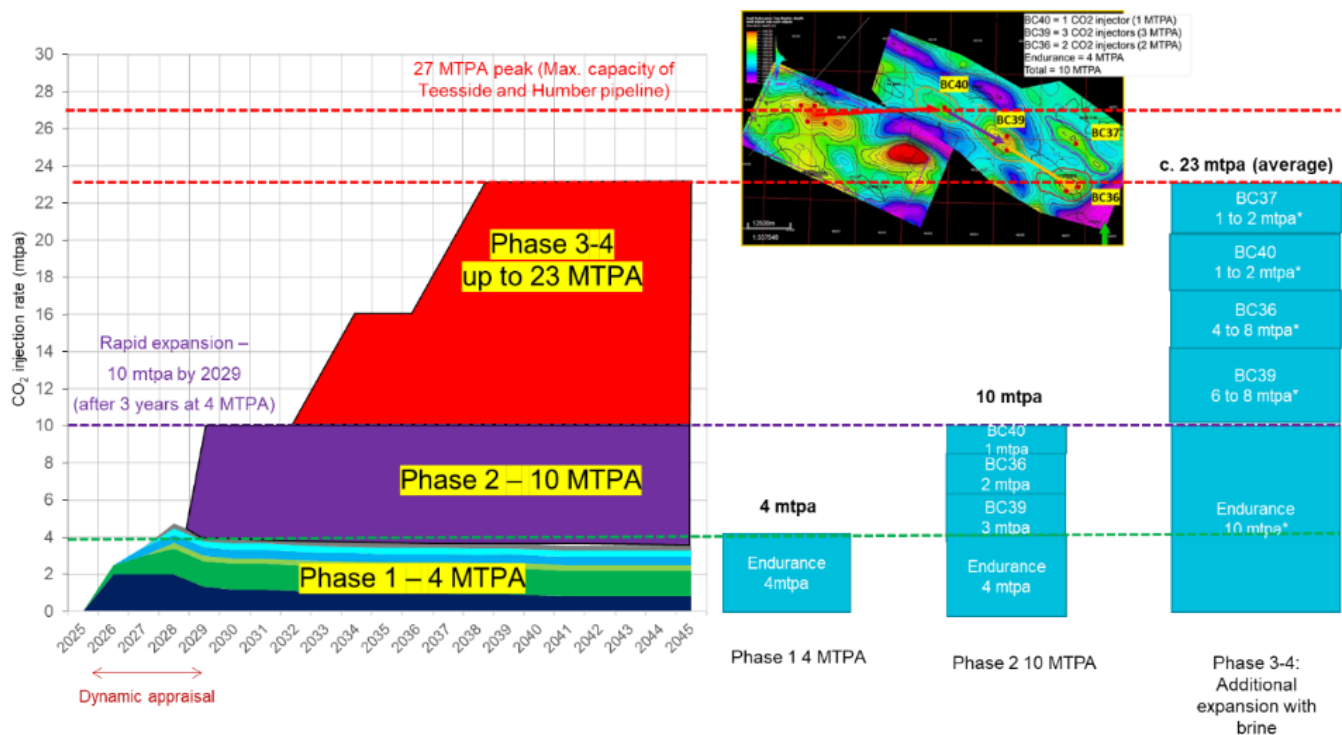 30
28
26
24
22
20
18
16
14
12
10
8
6
4
2
0
CO₂ injection rate (mtpa)
2025
2026
2027
2028
2029
2030
2031
2032
2033
2034
2035
2036
2037
2038
2039
2040
2041
2042
2043
2044
2045
27 MTPA peak (Max. capacity of
Teesside and Humber pipeline)
Rapid expansion –
10 mtpa by 2029
(after 3 years at 4 MTPA)
Phase 3-4
up to 23 MTPA
Phase 2 – 10 MTPA
Phase 1 – 4 MTPA
Dynamic appraisal
BC40 = 1 CO2 injector (1 MTPA)
BC39 = 3 CO2 injectors (3 MTPA)
BC36 = 2 CO2 injectors (2 MTPA)
Endurance = 4 MTPA
Total = 10 MTPA
BC40
BC39
BC37
BC36
4 mtpa
Endurance
4mtpa
Phase 1 4 MTPA
10 mtpa
BC40
1 mtpa
BC36
2 mtpa
BC39
3 mtpa
Endurance
4 mtpa
Phase 2 10 MTPA
c. 23 mtpa (average)
BC37
1 to 2 mtpa*
BC40
1 to 2 mtpa*
BC36
4 to 8 mtpa*
BC39
6 to 8 mtpa*
Endurance
10 mtpa*
Phase 3-4:
Additional
expansion with
brine